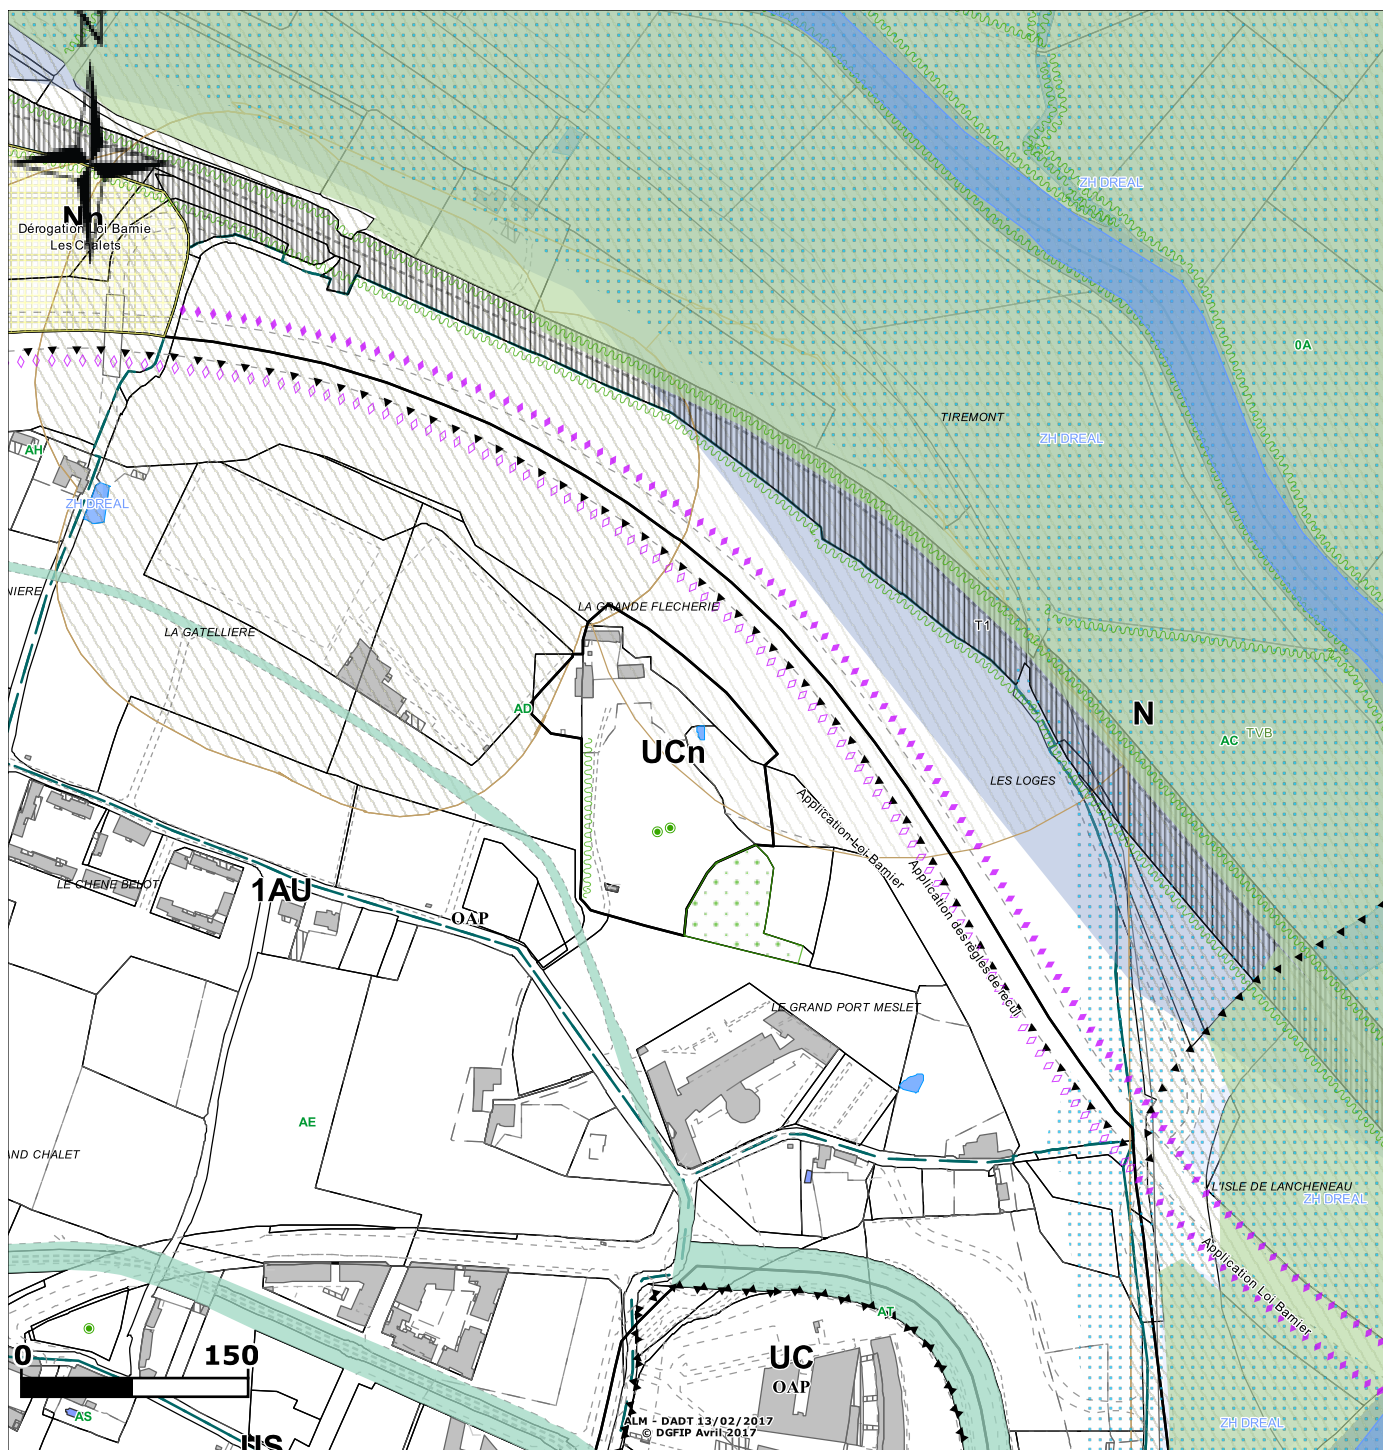 N
ZH DREAL
Nh
Dérogation Loi Barnie
Les Chalets
0A
TIREMONT
ZH DREAL
AH
ZH DREAL
NIERE
LA GRANDE FLECHERIE
T1
LA GATELLIERE
AD
N
TVB
AC
UCn
LES LOGES
Application Loi Barnier
Application des règles de recul
LE CHENE BELOT
1AU
OAP
LE GRAND PORT MESLET
AE
AND CHALET
L'ISLE DE LANCHENEAU
ZH DREAL
Application Loi Barnier
AT
0 150
UC
OAP
AS
US
ZH DREAL
ALM - DADT 13/02/2017
© DGFIP Avril 2017